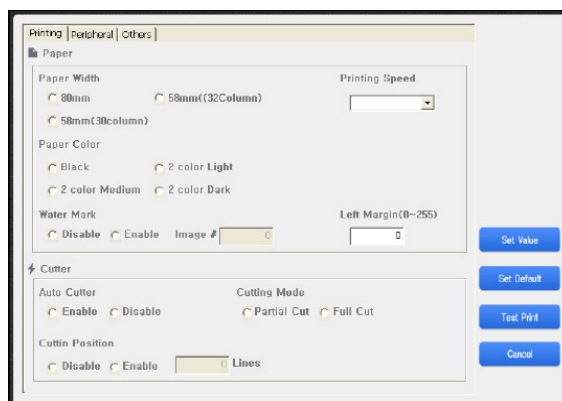 Printing Peripheral Others
Paper
Paper Width Printing Speed
80mm 58mm((32Column)
58mm(30column)
Paper Color
Black 2 color Light
2 color Medium 2 color Dark
Water Mark Left Margin(0~255)
Disable Enable Image # 0 0
Set Value
Cutter
Set Default
Auto Cutter Cutting Mode
Enable Disable Partial Cut Full Cut
Test Print
Cuttin Position
Cancel
Disable Enable 0 Lines